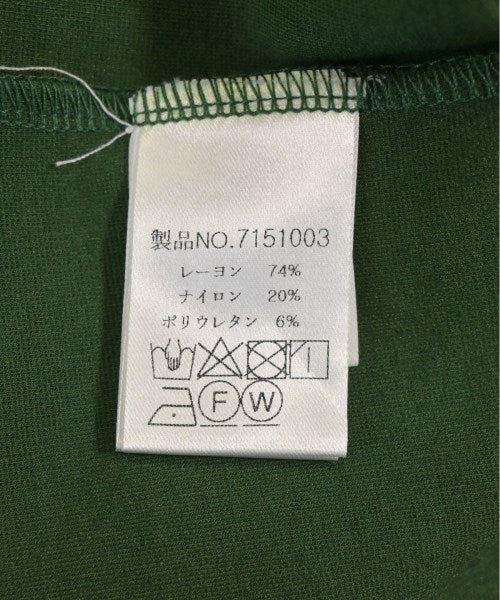 製品NO.7151003
レーヨン 74%
ナイロン 20%
ポリウレタン 6%
F W